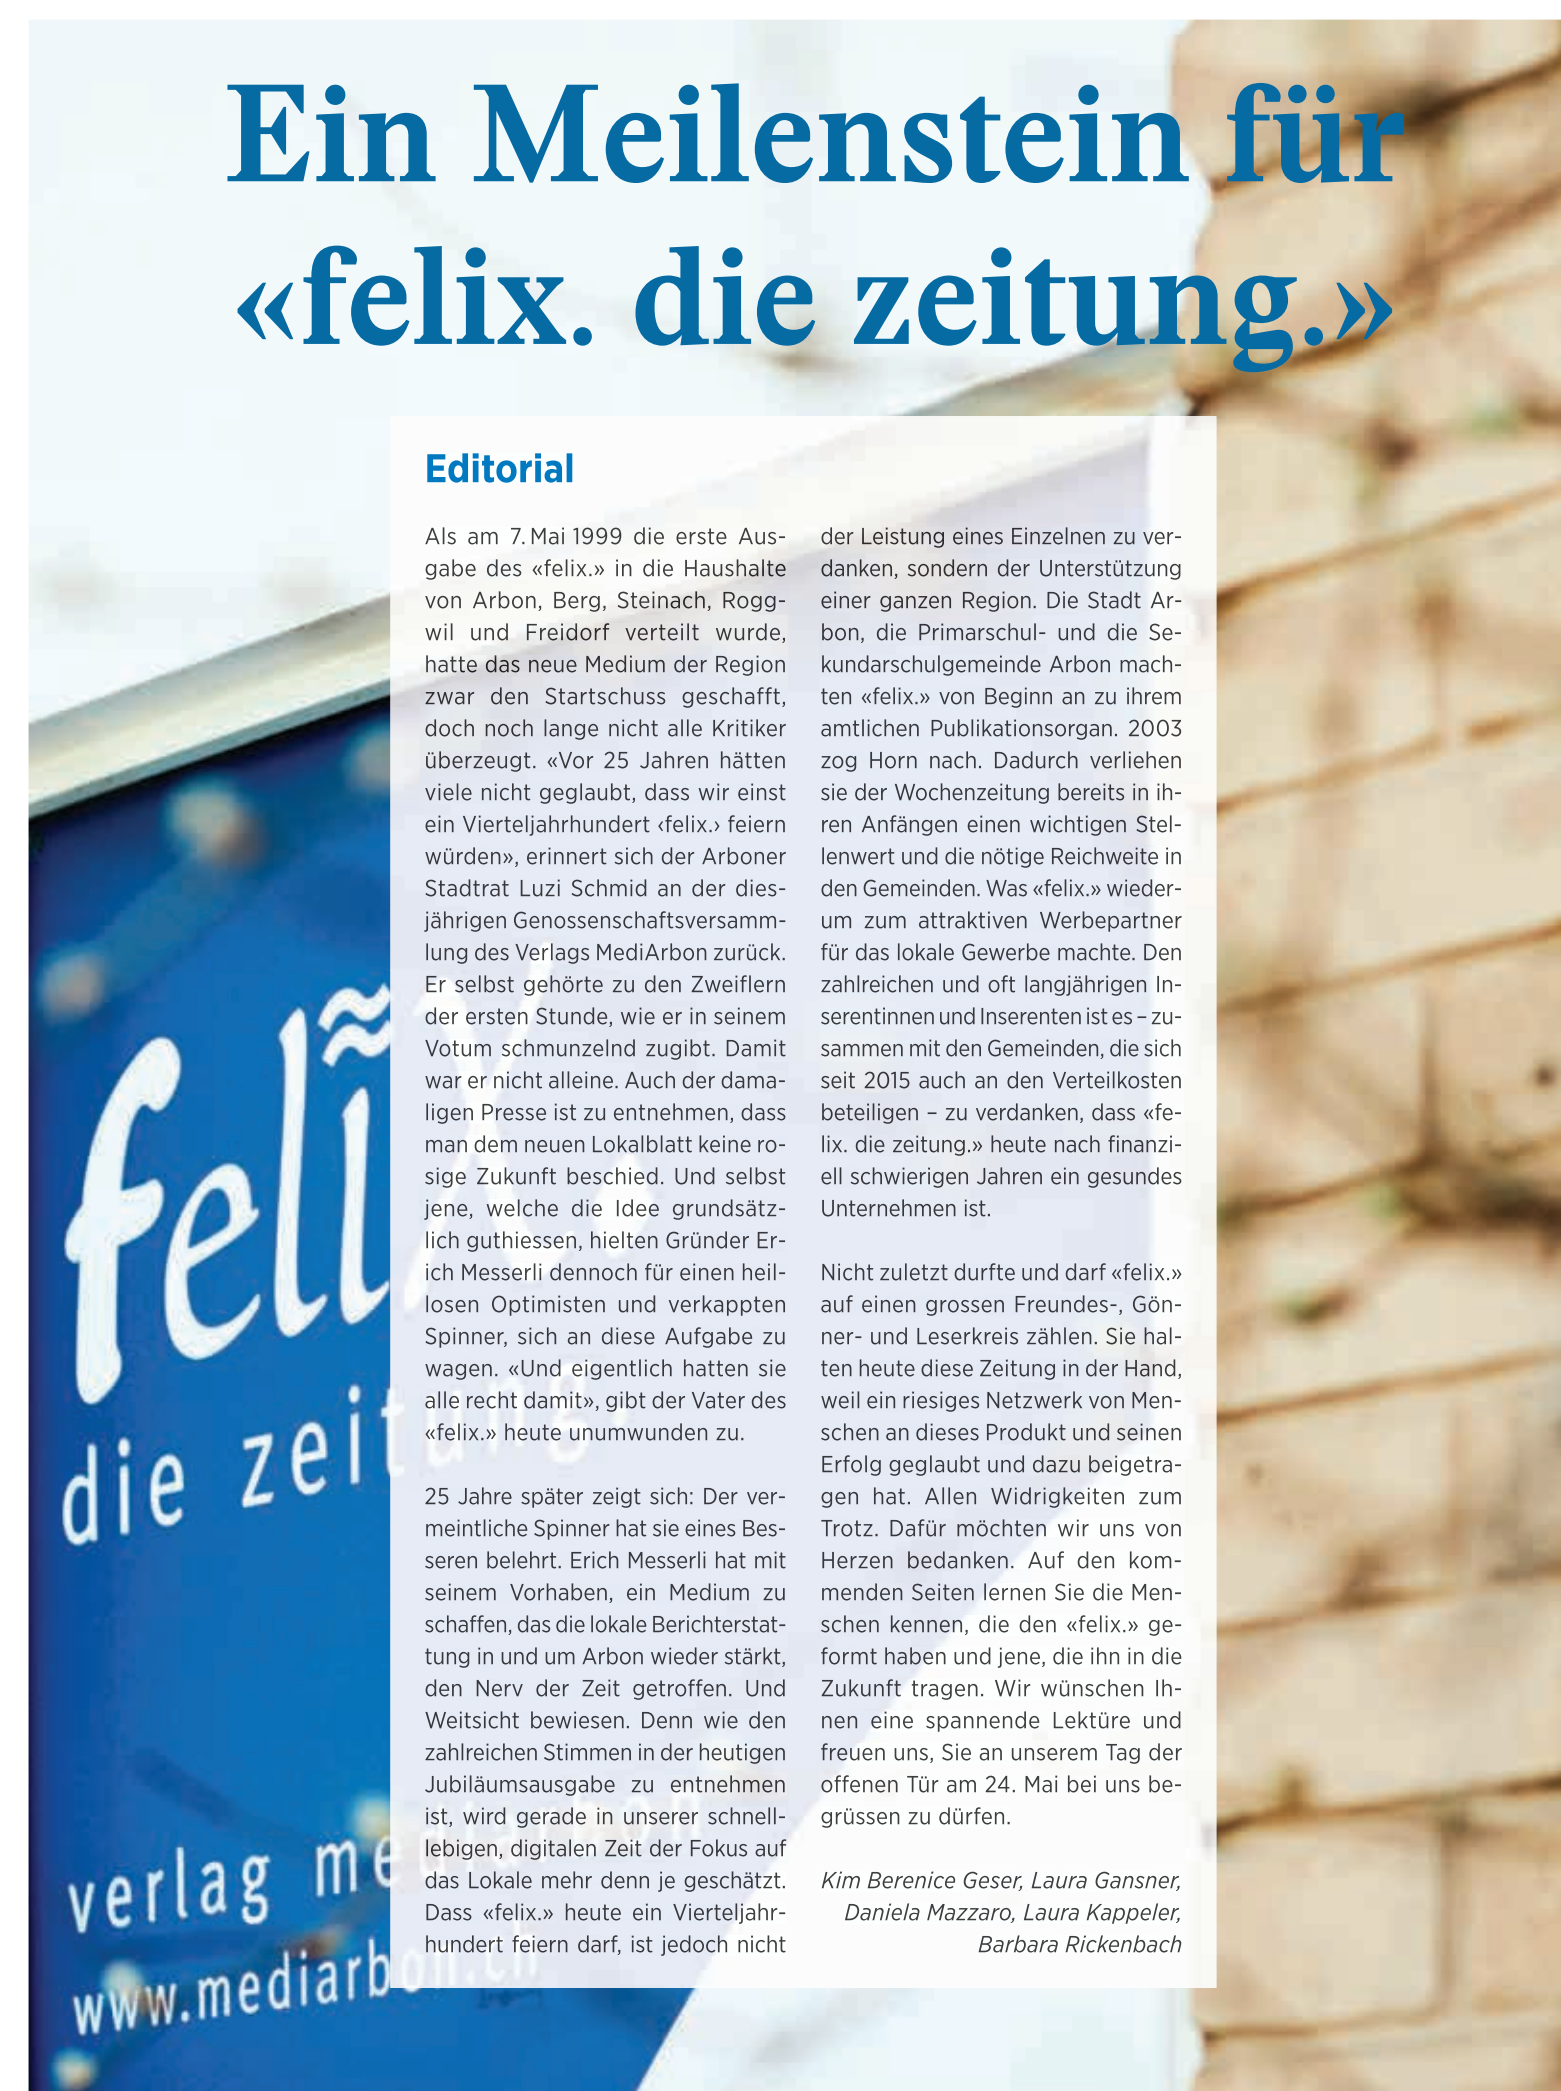 Ein Meilenstein für
«felix. die zeitung.»
Editorial
Als am 7. Mai 1999 die erste Aus-
gabe des «felix.» in die Haushalte
von Arbon, Berg, Steinach, Rogg-
wil und Freidorf verteilt wurde,
hatte das neue Medium der Region
zwar den Startschuss geschafft,
doch noch lange nicht alle Kritiker
überzeugt. «Vor 25 Jahren hätten
viele nicht geglaubt, dass wir einst
ein Vierteljahrhundert ‹felix.› feiern
würden», erinnert sich der Arboner
Stadtrat Luzi Schmid an der dies-
jährigen Genossenschaftsversamm-
lung des Verlags MediArbon zurück.
Er selbst gehörte zu den Zweiflern
der ersten Stunde, wie er in seinem
Votum schmunzelnd zugibt. Damit
war er nicht alleine. Auch der dama-
ligen Presse ist zu entnehmen, dass
man dem neuen Lokalblatt keine ro-
sige Zukunft beschied. Und selbst
jene, welche die Idee grundsätz-
lich guthiessen, hielten Gründer Er-
ich Messerli dennoch für einen heil-
losen Optimisten und verkappten
Spinner, sich an diese Aufgabe zu
wagen. «Und eigentlich hatten sie
alle recht damit», gibt der Vater des
«felix.» heute unumwunden zu.
25 Jahre später zeigt sich: Der ver-
meintliche Spinner hat sie eines Bes-
seren belehrt. Erich Messerli hat mit
seinem Vorhaben, ein Medium zu
schaffen, das die lokale Berichterstat-
tung in und um Arbon wieder stärkt,
den Nerv der Zeit getroffen. Und
Weitsicht bewiesen. Denn wie den
zahlreichen Stimmen in der heutigen
Jubiläumsausgabe zu entnehmen
ist, wird gerade in unserer schnell-
lebigen, digitalen Zeit der Fokus auf
das Lokale mehr denn je geschätzt.
Dass «felix.» heute ein Vierteljahr-
hundert feiern darf, ist jedoch nicht
der Leistung eines Einzelnen zu ver-
danken, sondern der Unterstützung
einer ganzen Region. Die Stadt Ar-
bon, die Primarschul- und die Se-
kundarschulgemeinde Arbon mach-
ten «felix.» von Beginn an zu ihrem
amtlichen Publikationsorgan. 2003
zog Horn nach. Dadurch verliehen
sie der Wochenzeitung bereits in ih-
ren Anfängen einen wichtigen Stel-
lenwert und die nötige Reichweite in
den Gemeinden. Was «felix.» wieder-
um zum attraktiven Werbepartner
für das lokale Gewerbe machte. Den
zahlreichen und oft langjährigen In-
serentinnen und Inserenten ist es – zu-
sammen mit den Gemeinden, die sich
seit 2015 auch an den Verteilkosten
beteiligen – zu verdanken, dass «fe-
lix. die zeitung.» heute nach finanzi-
ell schwierigen Jahren ein gesundes
Unternehmen ist.
Nicht zuletzt durfte und darf «felix.»
auf einen grossen Freundes-, Gön-
ner- und Leserkreis zählen. Sie hal-
ten heute diese Zeitung in der Hand,
weil ein riesiges Netzwerk von Men-
schen an dieses Produkt und seinen
Erfolg geglaubt und dazu beigetra-
gen hat. Allen Widrigkeiten zum
Trotz. Dafür möchten wir uns von
Herzen bedanken. Auf den kom-
menden Seiten lernen Sie die Men-
schen kennen, die den «felix.» ge-
formt haben und jene, die ihn in die
Zukunft tragen. Wir wünschen Ih-
nen eine spannende Lektüre und
freuen uns, Sie an unserem Tag der
offenen Tür am 24. Mai bei uns be-
grüssen zu dürfen.
Kim Berenice Geser, Laura Gansner,
Daniela Mazzaro, Laura Kappeler,
Barbara Rickenbach
felix.
die zeitung.
verlag mediarbon
www.mediarbon.ch